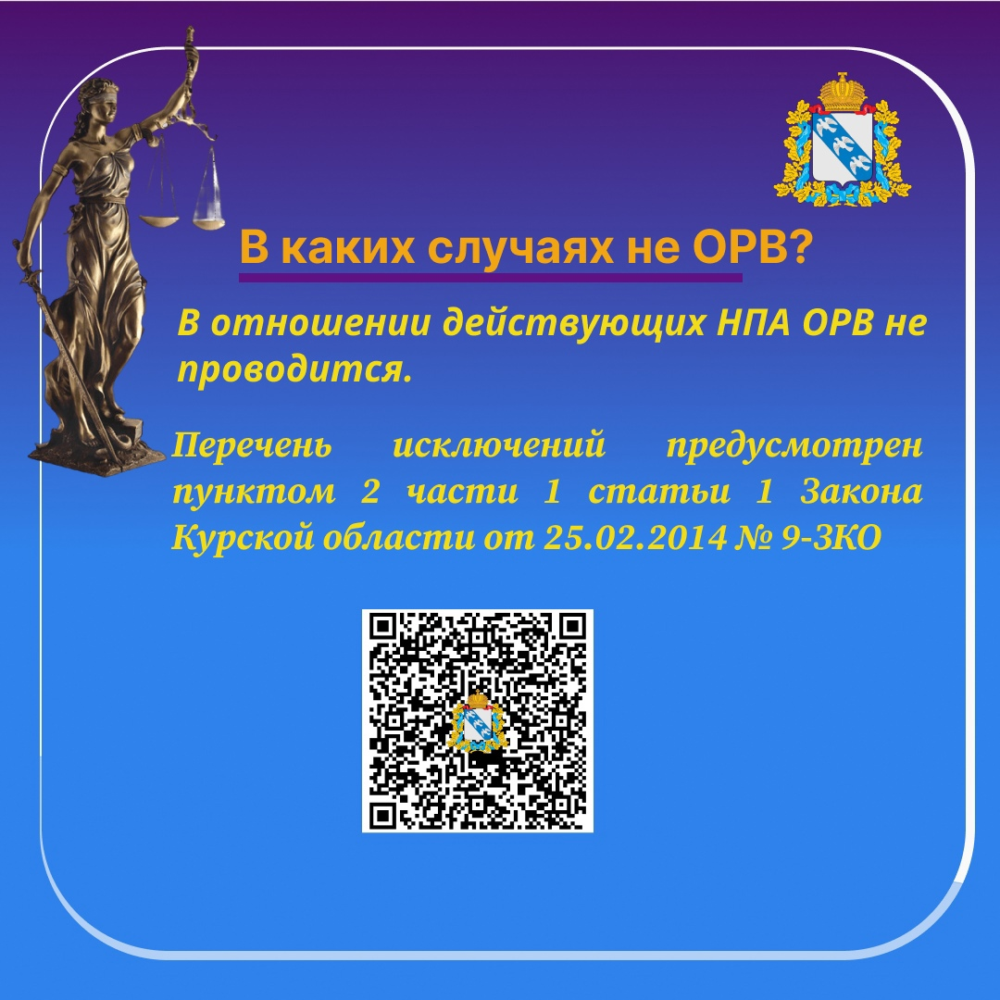 В каких случаях не ОРВ?
В отношении действующих НПА ОРВ не
проводится.
Перечень исключений предусмотрен
пунктом 2 части 1 статьи 1 Закона
Курской области от 25.02.2014 № 9-ЗКО